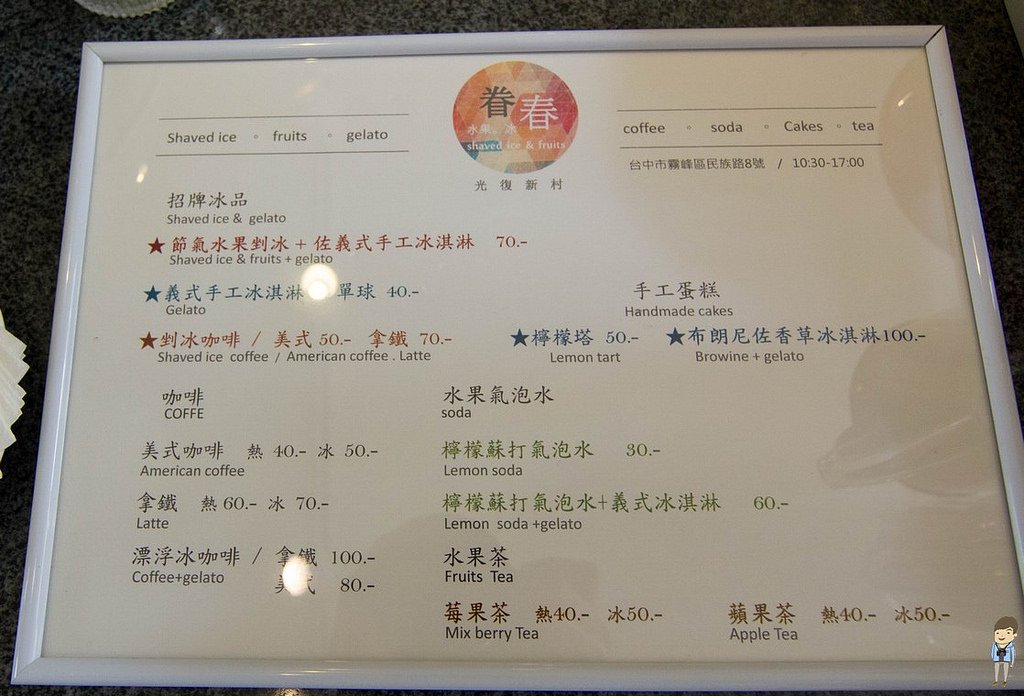 Shaved ice 。 fruits 。 gelato
眷春
水果。冰
shaved ice & fruits
光復新村
coffee 。 soda 。 Cakes 。 tea
台中市霧峰區民族路8號 / 10:30-17:00
招牌冰品
Shaved ice & gelato
★節氣水果剉冰+佐義式手工冰淇淋 70.-
Shaved ice & fruits + gelato
★義式手工冰淇淋 單球 40.-
Gelato
★剉冰咖啡 / 美式 50.- 拿鐵 70.-
Shaved ice coffee / American coffee . Latte
手工蛋糕
Handmade cakes
★檸檬塔 50.- ★布朗尼佐香草冰淇淋100.-
Lemon tart Browine + gelato
咖啡
COFFE
美式咖啡 熱 40.- 冰 50.-
American coffee
拿鐵 熱 60.- 冰 70.-
Latte
漂浮冰咖啡 / 拿鐵 100.-
Coffee+gelato
美式 80.-
水果氣泡水
soda
檸檬蘇打氣泡水 30.-
Lemon soda
檸檬蘇打氣泡水+義式冰淇淋 60.-
Lemon soda +gelato
水果茶
Fruits Tea
莓果茶 熱40.- 冰50.- 蘋果茶 熱40.- 冰50.-
Mix berry Tea Apple Tea